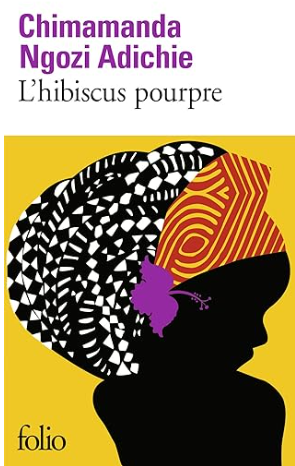 Chimamanda
Ngozi Adichie
L'hibiscus pourpre
folio